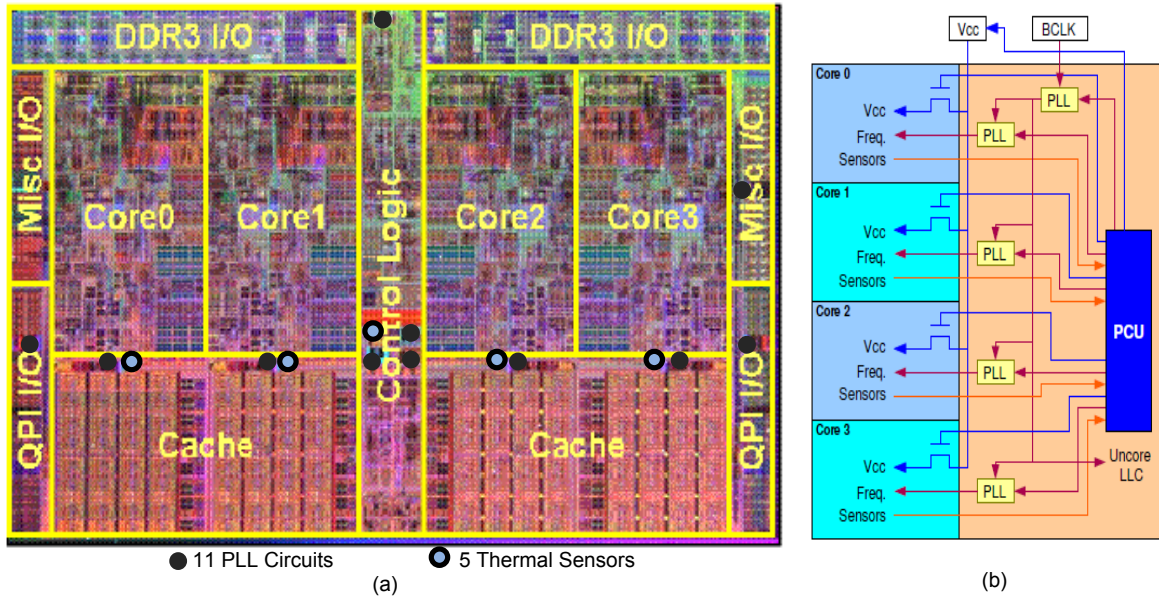 DDR3 I/O
DDR3 I/O
Misc I/O
Core0
Core1
Control Logic
Core2
Core3
Misc I/O
QPI I/O
Cache
Cache
QPI I/O
11 PLL Circuits
5 Thermal Sensors
(a)
Vcc
BCLK
Core 0
Vcc
PLL
Freq.
PLL
Sensors
Core 1
Vcc
Freq.
PLL
Sensors
Core 2
PCU
Vcc
Freq.
PLL
Sensors
Core 3
Vcc
Uncore
LLC
Freq.
PLL
Sensors
(b)